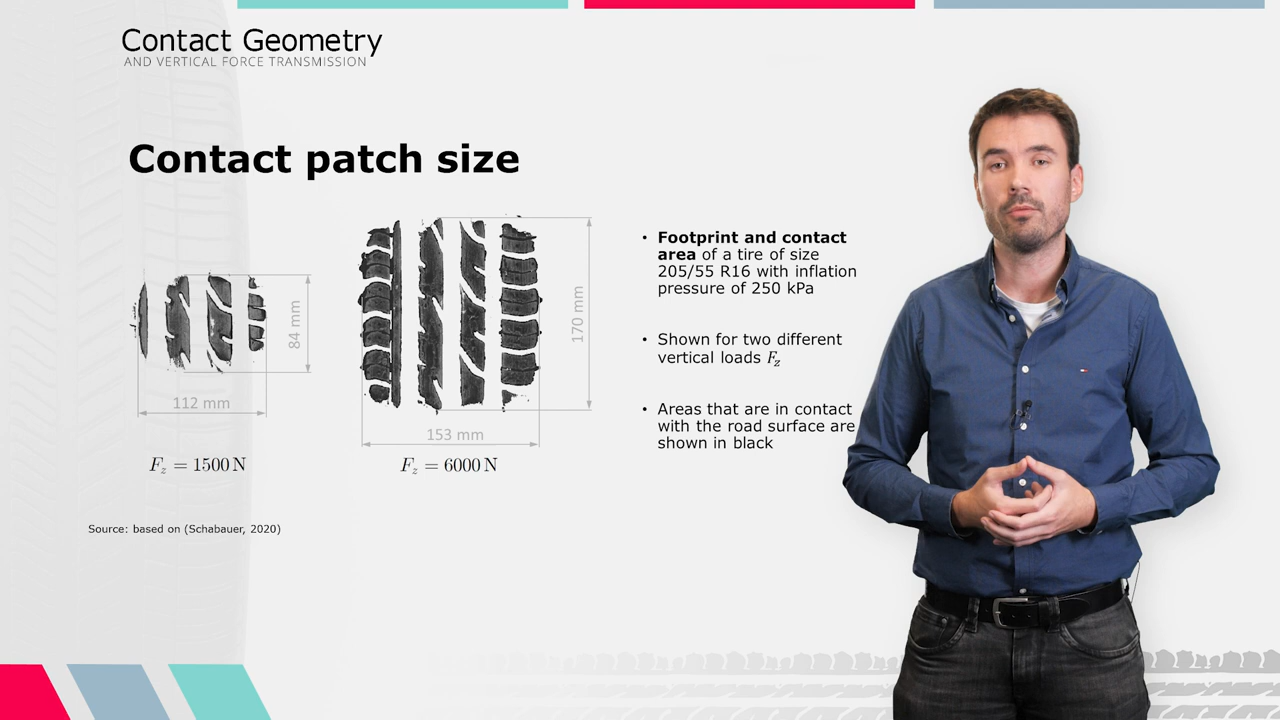 Contact Geometry
AND VERTICAL FORCE TRANSMISSION
Contact patch size
84 mm
112 mm
F_z = 1500 N
170 mm
153 mm
F_z = 6000 N
• Footprint and contact
area of a tire of size
205/55 R16 with inflation
pressure of 250 kPa
• Shown for two different
vertical loads F_z
• Areas that are in contact
with the road surface are
shown in black
Source: based on (Schabauer, 2020)